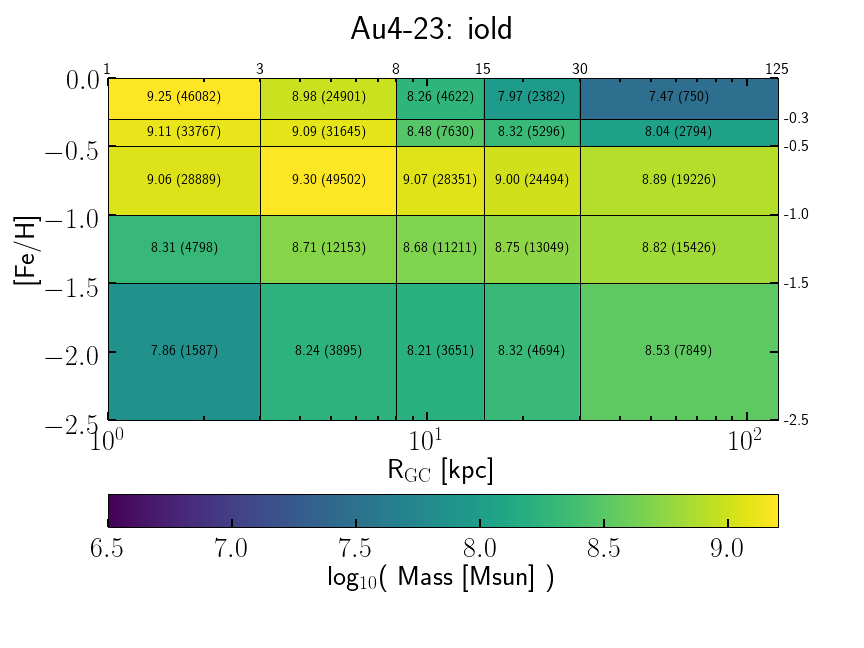 Au4-23: iold
1 3 8 15 30 125
0.0
9.25 (46082) 8.98 (24901) 8.26 (4622) 7.97 (2382) 7.47 (750)
-0.3
9.11 (33767) 9.09 (31645) 8.48 (7630) 8.32 (5296) 8.04 (2794)
−0.5 -0.5
9.06 (28889) 9.30 (49502) 9.07 (28351) 9.00 (24494) 8.89 (19226)
−1.0 -1.0
[Fe/H]
8.31 (4798) 8.71 (12153) 8.68 (11211) 8.75 (13049) 8.82 (15426)
−1.5 -1.5
−2.0
7.86 (1587) 8.24 (3895) 8.21 (3651) 8.32 (4694) 8.53 (7849)
−2.5 -2.5
10⁰ 10¹ 10²
R_GC [kpc]
6.5 7.0 7.5 8.0 8.5 9.0
log₁₀( Mass [Msun] )